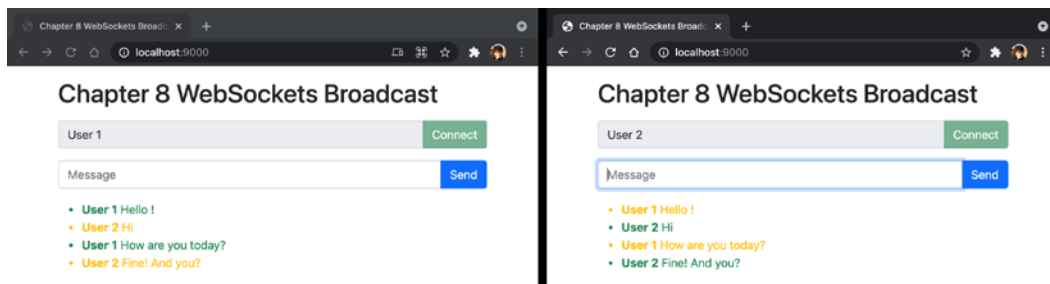 Chapter 8 WebSockets Broadc
localhost:9000
Chapter 8 WebSockets Broadcast
User 1
Connect
Message
Send
User 1 Hello !
User 2 Hi
User 1 How are you today?
User 2 Fine! And you?
Chapter 8 WebSockets Broadc
localhost:9000
Chapter 8 WebSockets Broadcast
User 2
Connect
Message
Send
User 1 Hello !
User 2 Hi
User 1 How are you today?
User 2 Fine! And you?